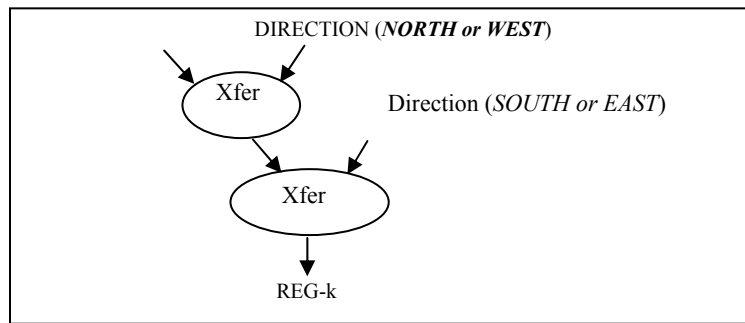 DIRECTION (NORTH or WEST)
Xfer
Direction (SOUTH or EAST)
Xfer
REG-k